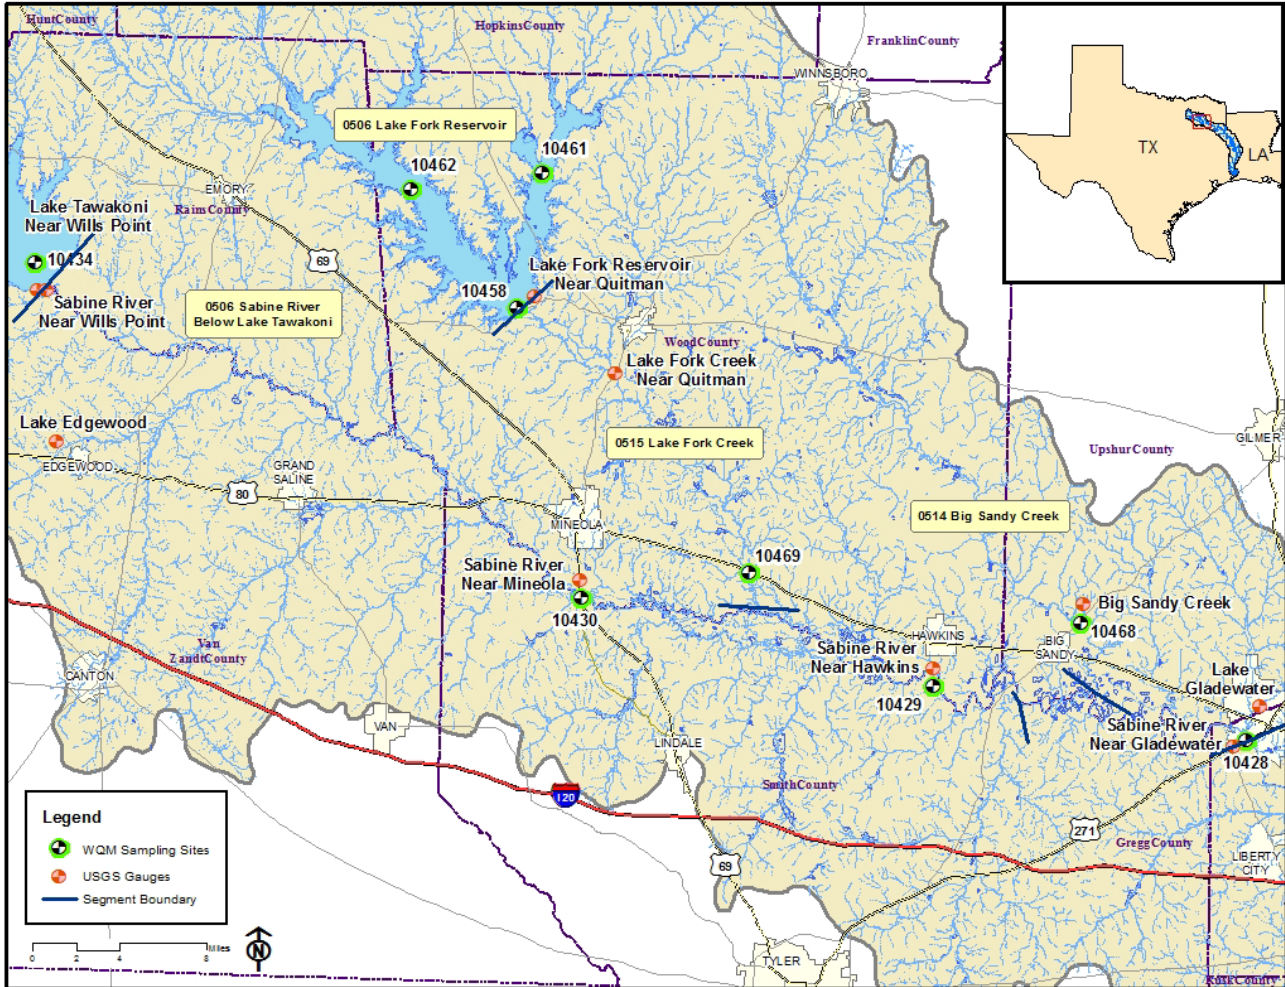 HuntCounty
HopkinsCounty
FranklinCounty
WINNSBORO
0506 Lake Fork Reservoir
10461
10462
TX
LA
EMORY
RainsCounty
Lake Tawakoni
Near Wills Point
10434
69
Lake Fork Reservoir
Near Quitman
10458
Sabine River
Near Wills Point
0506 Sabine River
Below Lake Tawakoni
WoodCounty
Lake Fork Creek
Near Quitman
Lake Edgewood
EDGEWOOD
GRAND
SALINE
80
0515 Lake Fork Creek
UpshurCounty
GILMER
MINEOLA
0514 Big Sandy Creek
Sabine River
Near Mineola
10430
10469
Big Sandy Creek
10468
HAWKINS
BIG
SANDY
Sabine River
Near Hawkins
10429
Lake
Gladewater
Sabine River
Near Gladewater
10428
Van
ZandtCounty
CANTON
VAN
LINDALE
SmithCounty
120
271
GreggCounty
LIBERTY
CITY
69
TYLER
RuskCounty
Legend
WQM Sampling Sites
USGS Gauges
Segment Boundary
0 2 4 8 Miles
N